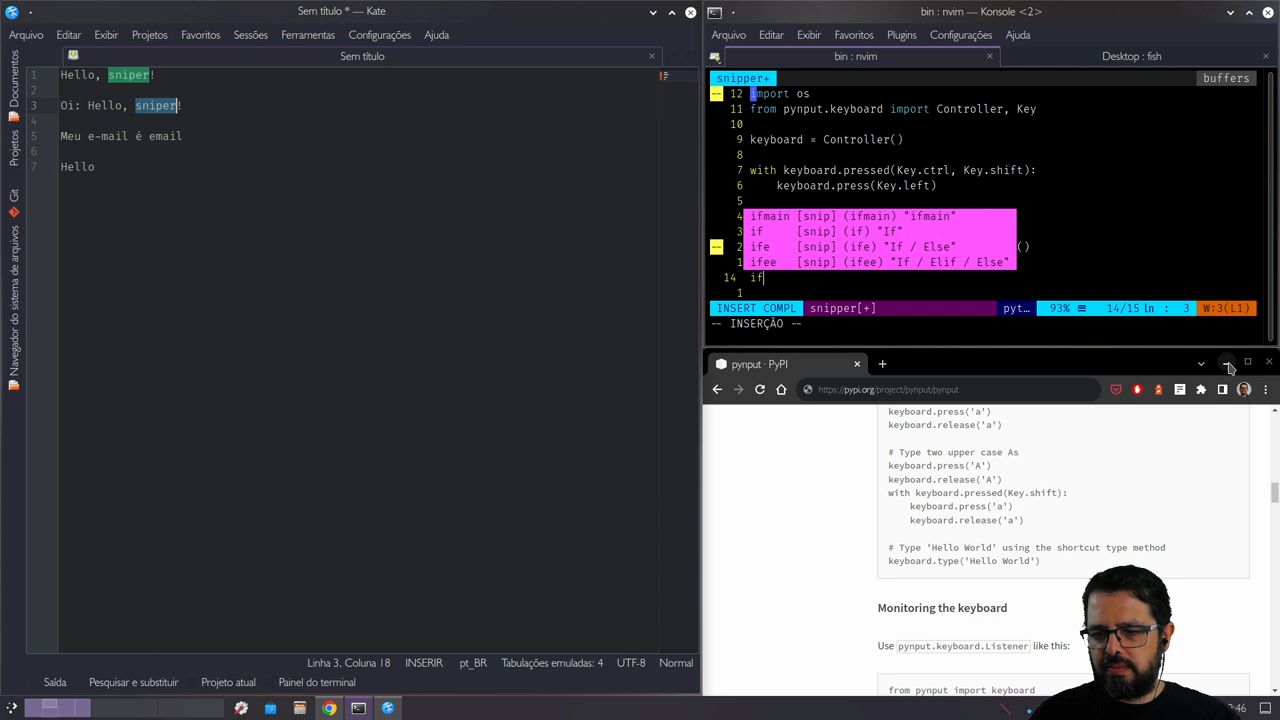 Sem título * — Kate
Arquivo Editar Exibir Projetos Favoritos Sessões Ferramentas Configurações Ajuda
Sem título
Documentos
Projetos
Git
Navegador do sistema de arquivos
1 Hello, sniper!
2
3 Oi: Hello, sniper!
4
5 Meu e-mail é email
6
7 Hello
Linha 3, Coluna 18 INSERIR pt_BR Tabulações emuladas: 4 UTF-8 Normal
Saída Pesquisar e substituir Projeto atual Painel do terminal
bin : nvim — Konsole <2>
Arquivo Editar Exibir Favoritos Plugins Configurações Ajuda
bin : nvim Desktop : fish
snipper+ buffers
-- 12 import os
11 from pynput.keyboard import Controller, Key
10
9 keyboard = Controller()
8
7 with keyboard.pressed(Key.ctrl, Key.shift):
6 keyboard.press(Key.left)
5
4 ifmain [snip] (ifmain) "ifmain"
3 if [snip] (if) "If"
-- 2 ife [snip] (ife) "If / Else" ()
1 ifee [snip] (ifee) "If / Elif / Else"
14 if
1
INSERT COMPL snipper[+] pyt… 93% ≡ 14/15 ln : 3 W:3(L1)
-- INSERÇÃO --
pynput · PyPI
https://pypi.org/project/pynput/pynput
keyboard.press('a')
keyboard.release('a')
# Type two upper case As
keyboard.press('A')
keyboard.release('A')
with keyboard.pressed(Key.shift):
keyboard.press('a')
keyboard.release('a')
# Type 'Hello World' using the shortcut type method
keyboard.type('Hello World')
Monitoring the keyboard
Use pynput.keyboard.Listener like this:
from pynput import keyboard
:46